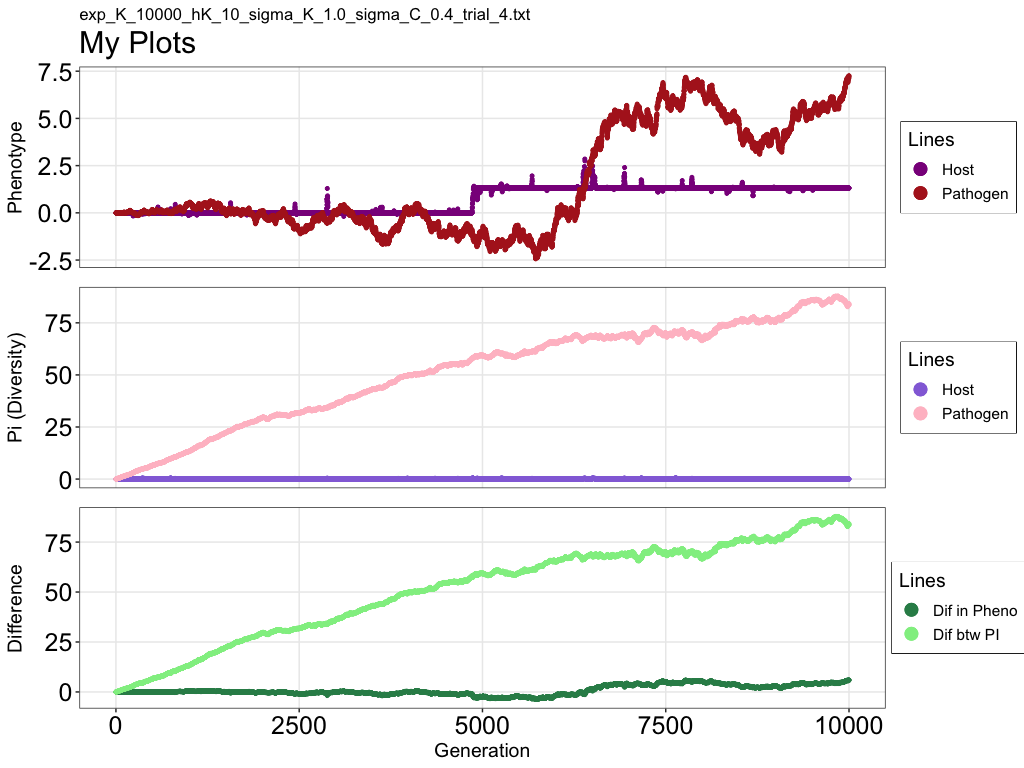 exp_K_10000_hK_10_sigma_K_1.0_sigma_C_0.4_trial_4.txt
My Plots
Phenotype
7.5
5.0
2.5
0.0
-2.5
Lines
Host
Pathogen
Pi (Diversity)
75
50
25
0
Lines
Host
Pathogen
Difference
75
50
25
0
Lines
Dif in Pheno
Dif btw PI
0 2500 5000 7500 10000
Generation